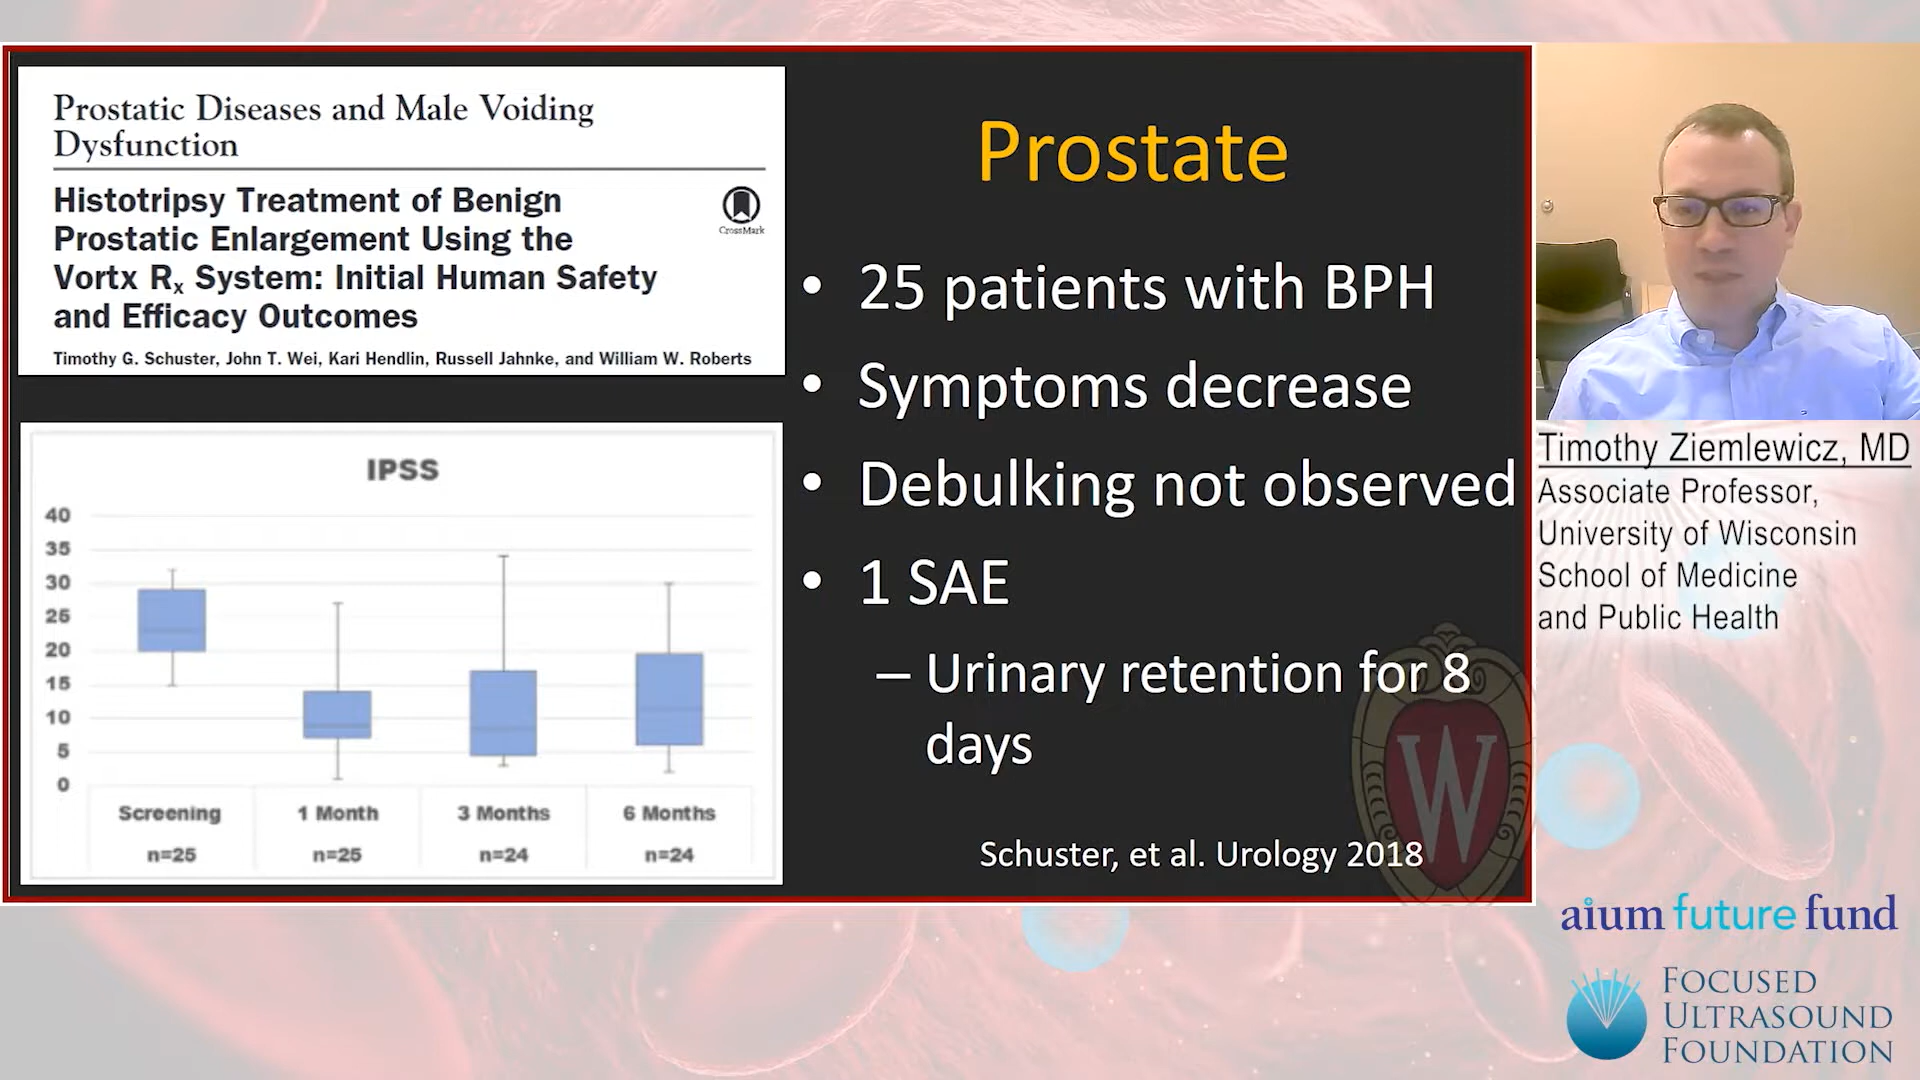 Prostatic Diseases and Male Voiding
Dysfunction
Histotripsy Treatment of Benign
Prostatic Enlargement Using the
Vortx Rx System: Initial Human Safety
and Efficacy Outcomes
CrossMark
Timothy G. Schuster, John T. Wei, Kari Hendlin, Russell Jahnke, and William W. Roberts
IPSS
40
35
30
25
20
15
10
5
0
Screening 1 Month 3 Months 6 Months
n=25 n=25 n=24 n=24
Prostate
• 25 patients with BPH
• Symptoms decrease
• Debulking not observed
• 1 SAE
– Urinary retention for 8
days
W
Schuster, et al. Urology 2018
Timothy Ziemlewicz, MD
Associate Professor,
University of Wisconsin
School of Medicine
and Public Health
aium future fund
FOCUSED
ULTRASOUND
FOUNDATION